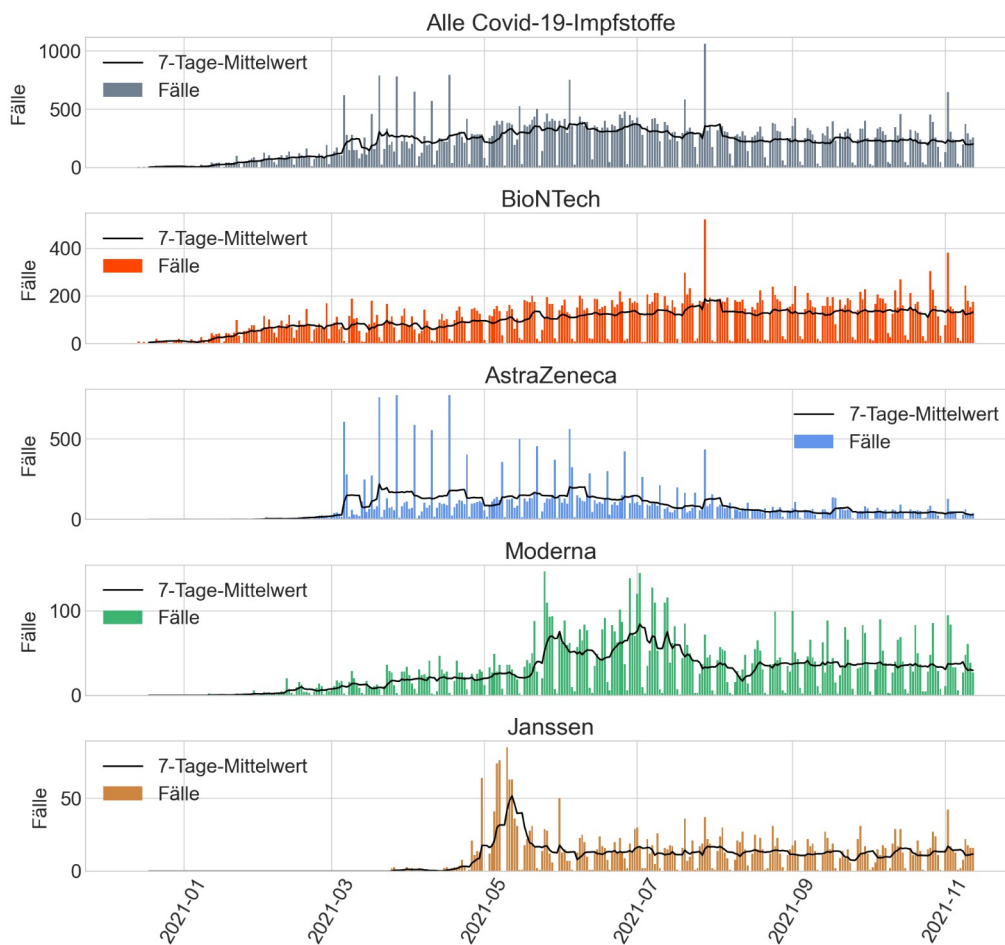 Alle Covid-19-Impfstoffe
Fälle
1000
500
0
7-Tage-Mittelwert
Fälle
BioNTech
Fälle
400
200
0
7-Tage-Mittelwert
Fälle
AstraZeneca
Fälle
500
0
7-Tage-Mittelwert
Fälle
Moderna
Fälle
100
50
0
7-Tage-Mittelwert
Fälle
Janssen
Fälle
50
0
7-Tage-Mittelwert
Fälle
2021-01
2021-03
2021-05
2021-07
2021-09
2021-11